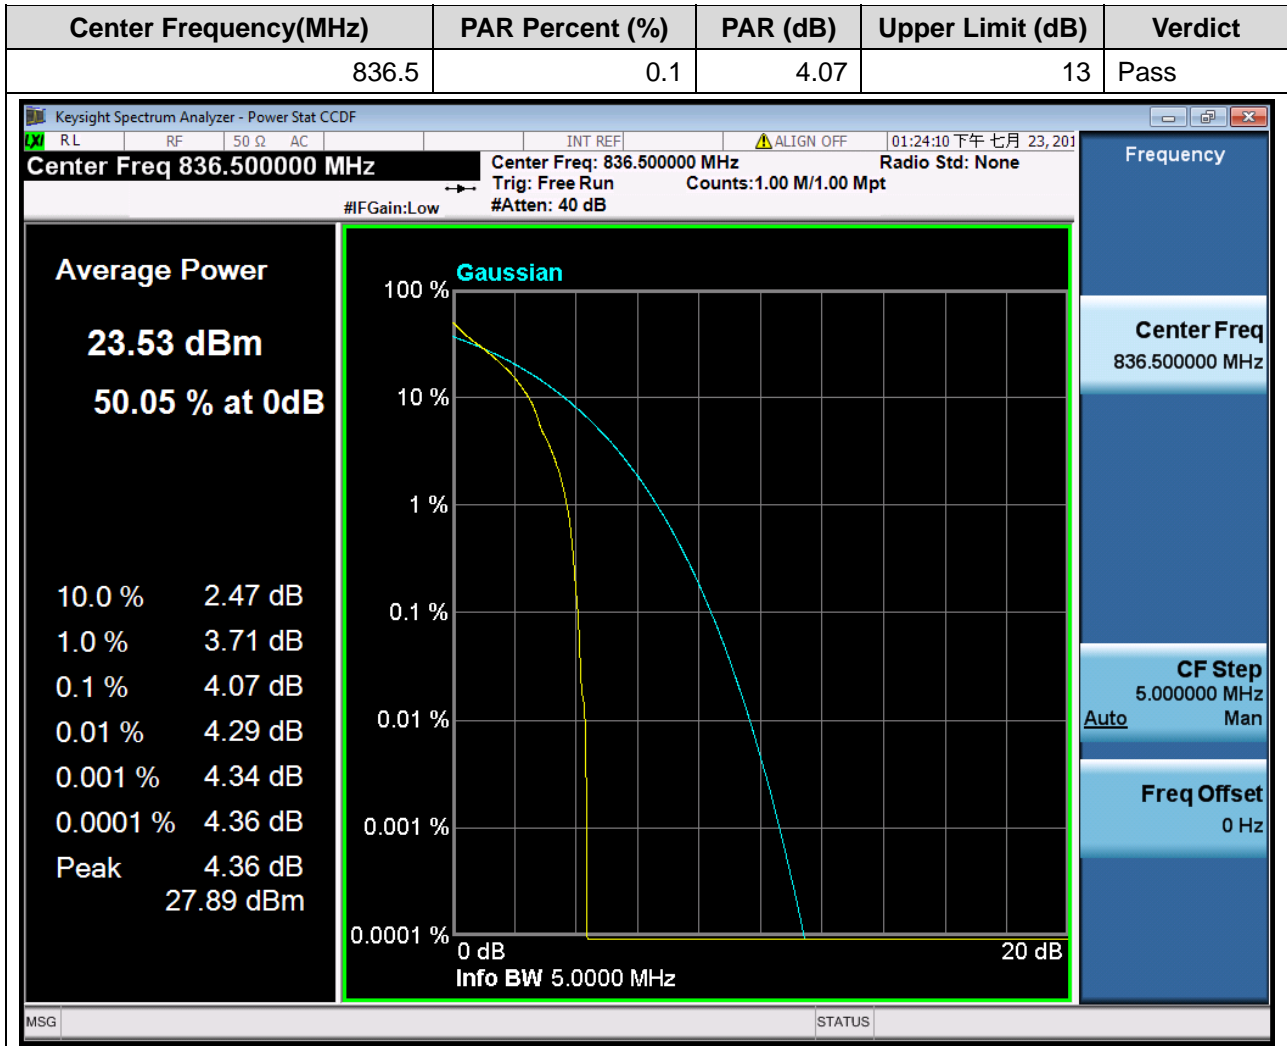 Center Frequency(MHz) PAR Percent (%) PAR (dB) Upper Limit (dB) Verdict
836.5 0.1 4.07 13 Pass
Keysight Spectrum Analyzer - Power Stat CCDF
LXI RL RF 50 Ω AC INT REF ⚠ALIGN OFF 01:24:10 下午 七月 23, 201
Center Freq 836.500000 MHz
Center Freq: 836.500000 MHz Radio Std: None
Trig: Free Run Counts:1.00 M/1.00 Mpt
#IFGain:Low #Atten: 40 dB
Frequency
Average Power
23.53 dBm
50.05 % at 0dB
10.0 % 2.47 dB
1.0 % 3.71 dB
0.1 % 4.07 dB
0.01 % 4.29 dB
0.001 % 4.34 dB
0.0001 % 4.36 dB
Peak 4.36 dB
27.89 dBm
Gaussian
100 %
10 %
1 %
0.1 %
0.01 %
0.001 %
0.0001 %
0 dB 20 dB
Info BW 5.0000 MHz
Center Freq
836.500000 MHz
CF Step
5.000000 MHz
Auto Man
Freq Offset
0 Hz
MSG STATUS